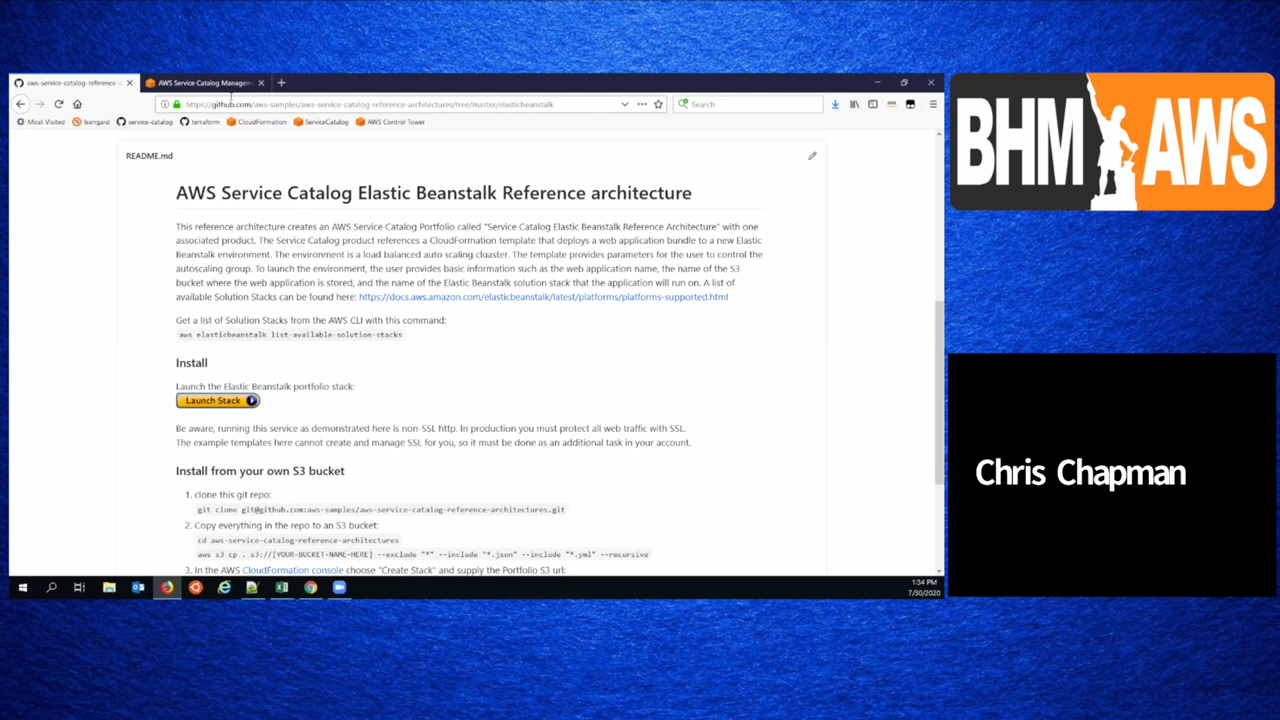 aws-service-catalog-reference-
AWS Service Catalog Managem
https://github.com/aws-samples/aws-service-catalog-reference-architectures/tree/master/elasticbeanstalk
Search
Most Visited
Isengard
service-catalog
terraform
CloudFormation
ServiceCatalog
AWS Control Tower
README.md
AWS Service Catalog Elastic Beanstalk Reference architecture
This reference architecture creates an AWS Service Catalog Portfolio called "Service Catalog Elastic Beanstalk Reference Architecture" with one
associated product. The Service Catalog product references a CloudFormation template that deploys a web application bundle to a new Elastic
Beanstalk environment. The environment is a load balanced auto scaling cluaster. The template provides parameters for the user to control the
autoscaling group. To launch the environment, the user provides basic information such as the web application name, the name of the S3
bucket where the web application is stored, and the name of the Elastic Beanstalk solution stack that the application will run on. A list of
available Solution Stacks can be found here: https://docs.aws.amazon.com/elasticbeanstalk/latest/platforms/platforms-supported.html
Get a list of Solution Stacks from the AWS CLI with this command:
aws elasticbeanstalk list-available-solution-stacks
Install
Launch the Elastic Beanstalk portfolio stack:
Launch Stack
Be aware, running this service as demonstrated here is non-SSL http. In production you must protect all web traffic with SSL.
The example templates here cannot create and manage SSL for you, so it must be done as an additional task in your account.
Install from your own S3 bucket
1. clone this git repo:
git clone git@github.com:aws-samples/aws-service-catalog-reference-architectures.git
2. Copy everything in the repo to an S3 bucket:
cd aws-service-catalog-reference-architectures
aws s3 cp . s3://[YOUR-BUCKET-NAME-HERE] --exclude "*" --include "*.json" --include "*.yml" --recursive
3. In the AWS CloudFormation console choose "Create Stack" and supply the Portfolio S3 url:
1:34 PM
7/30/2020
BHM AWS
Chris Chapman